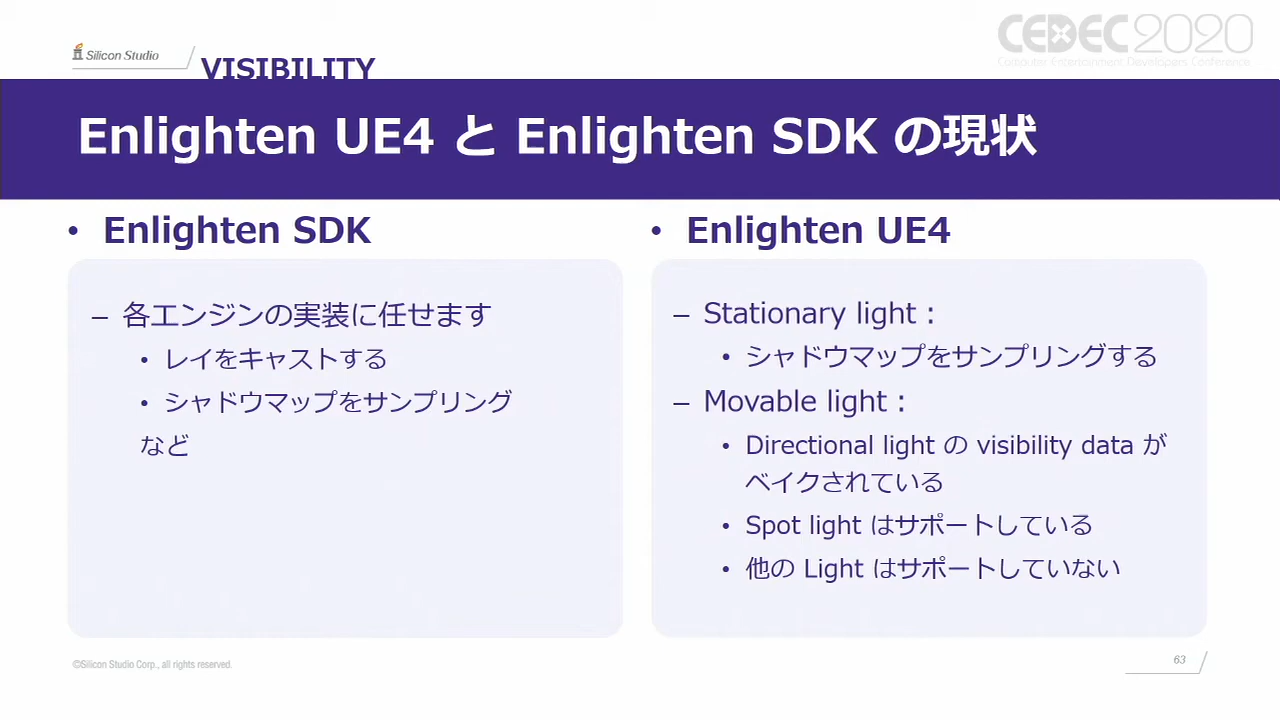 Silicon Studio
VISIBILITY
CEDEC2020
Computer Entertainment Developers Conference
Enlighten UE4 と Enlighten SDK の現状
• Enlighten SDK
– 各エンジンの実装に任せます
• レイをキャストする
• シャドウマップをサンプリング
など
• Enlighten UE4
– Stationary light :
• シャドウマップをサンプリングする
– Movable light :
• Directional light の visibility data が
ベイクされている
• Spot light はサポートしている
• 他の Light はサポートしていない
©Silicon Studio Corp., all rights reserved.
63